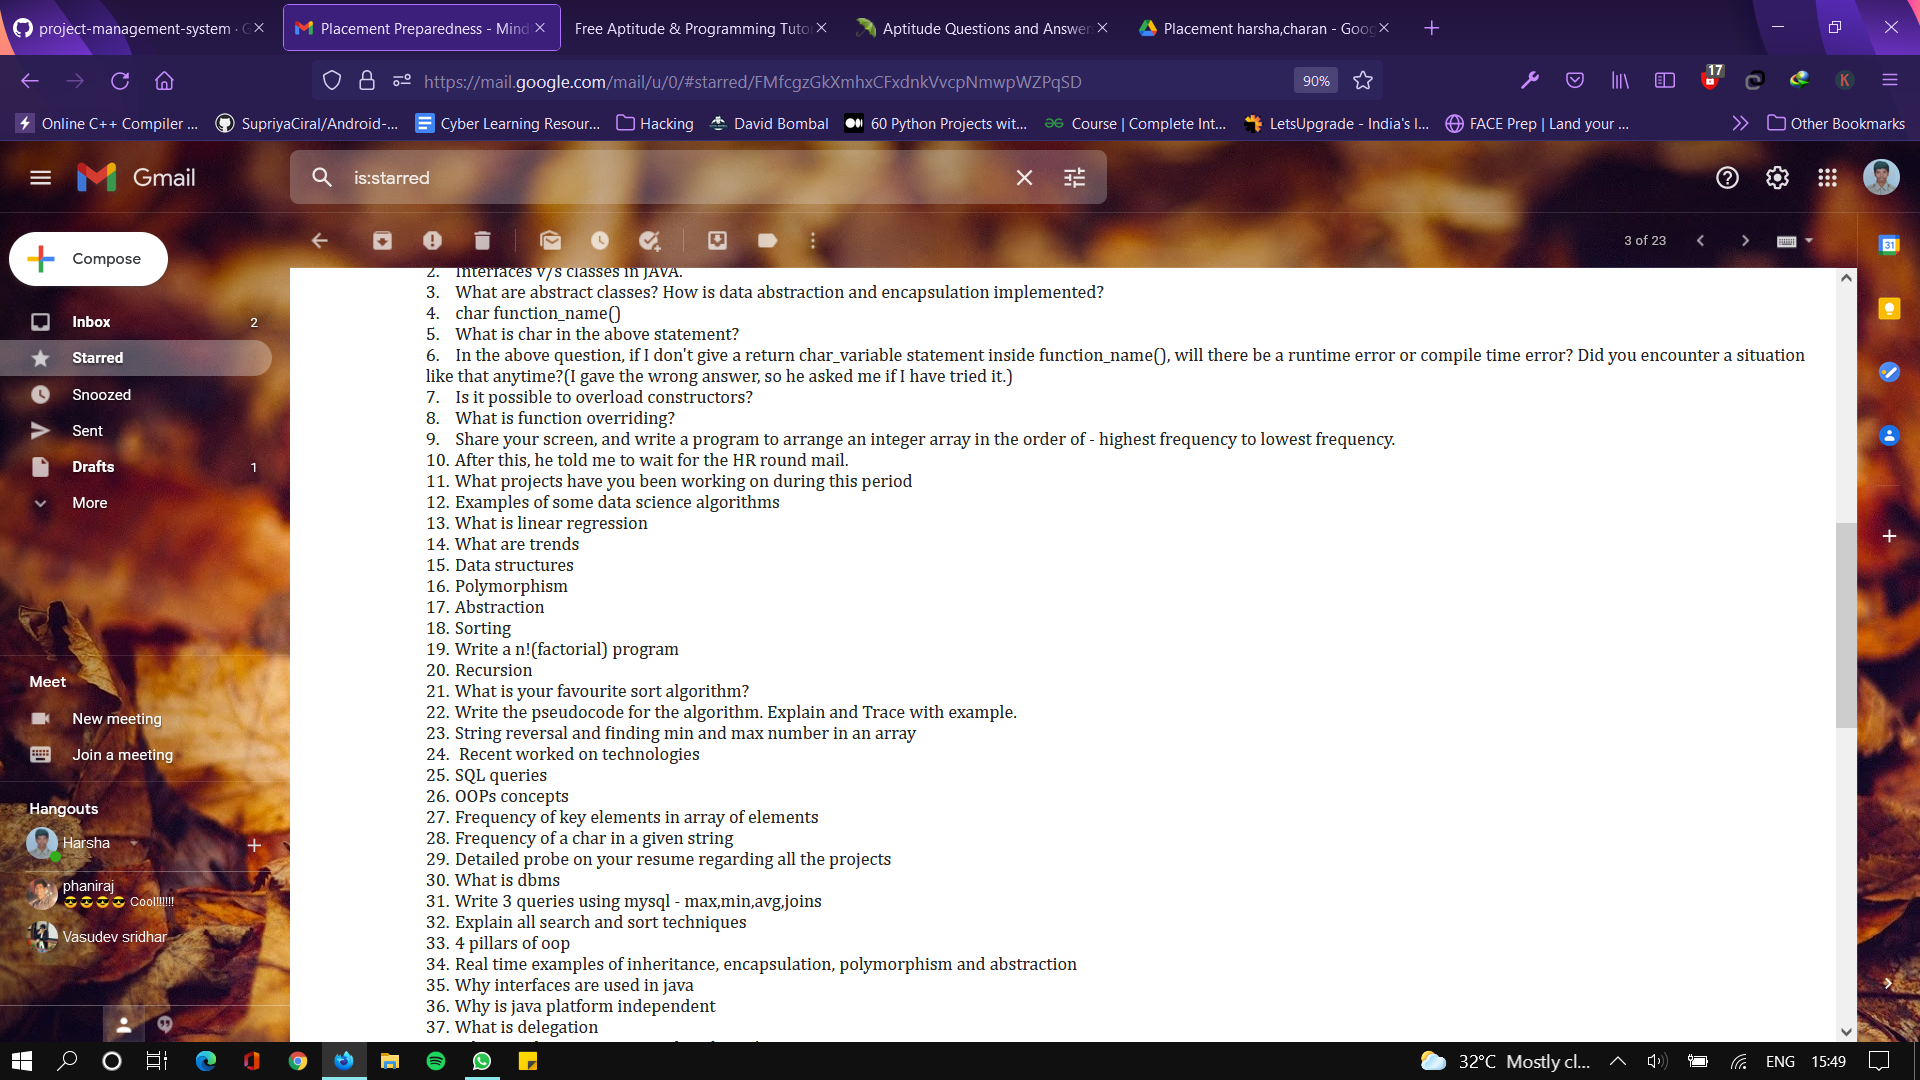 project-management-system · G
Placement Preparedness - Mind
Free Aptitude & Programming Tuto
Aptitude Questions and Answer
Placement harsha,charan - Goog
https://mail.google.com/mail/u/0/#starred/FMfcgzGkXmhxCFxdnkVvcpNmwpWZPqSD
90%
17
K
Online C++ Compiler ...
SupriyaCiral/Android-...
Cyber Learning Resour...
Hacking
David Bombal
60 Python Projects wit...
Course | Complete Int...
LetsUpgrade - India's I...
FACE Prep | Land your ...
Other Bookmarks
Gmail
is:starred
3 of 23
31
Compose
Inbox 2
Starred
Snoozed
Sent
Drafts 1
More
Meet
New meeting
Join a meeting
Hangouts
Harsha
phaniraj
Cool!!!!!!
Vasudev sridhar
2. Interfaces v/s classes in JAVA.
3. What are abstract classes? How is data abstraction and encapsulation implemented?
4. char function_name()
5. What is char in the above statement?
6. In the above question, if I don't give a return char_variable statement inside function_name(), will there be a runtime error or compile time error? Did you encounter a situation
like that anytime?(I gave the wrong answer, so he asked me if I have tried it.)
7. Is it possible to overload constructors?
8. What is function overriding?
9. Share your screen, and write a program to arrange an integer array in the order of - highest frequency to lowest frequency.
10. After this, he told me to wait for the HR round mail.
11. What projects have you been working on during this period
12. Examples of some data science algorithms
13. What is linear regression
14. What are trends
15. Data structures
16. Polymorphism
17. Abstraction
18. Sorting
19. Write a n!(factorial) program
20. Recursion
21. What is your favourite sort algorithm?
22. Write the pseudocode for the algorithm. Explain and Trace with example.
23. String reversal and finding min and max number in an array
24. Recent worked on technologies
25. SQL queries
26. OOPs concepts
27. Frequency of key elements in array of elements
28. Frequency of a char in a given string
29. Detailed probe on your resume regarding all the projects
30. What is dbms
31. Write 3 queries using mysql - max,min,avg,joins
32. Explain all search and sort techniques
33. 4 pillars of oop
34. Real time examples of inheritance, encapsulation, polymorphism and abstraction
35. Why interfaces are used in java
36. Why is java platform independent
37. What is delegation
32°C Mostly cl...
ENG
15:49